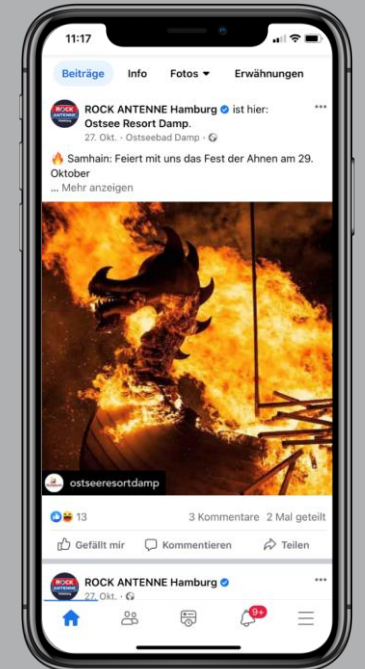 11:17
Beiträge Info Fotos Erwähnungen
ROCK ANTENNE Hamburg ist hier:
Ostsee Resort Damp.
27. Okt. · Ostseebad Damp ·
🔥 Samhain: Feiert mit uns das Fest der Ahnen am 29.
Oktober
... Mehr anzeigen
ostseeresortdamp
13 3 Kommentare 2 Mal geteilt
Gefällt mir Kommentieren Teilen
ROCK ANTENNE Hamburg
27. Okt. ·
9+